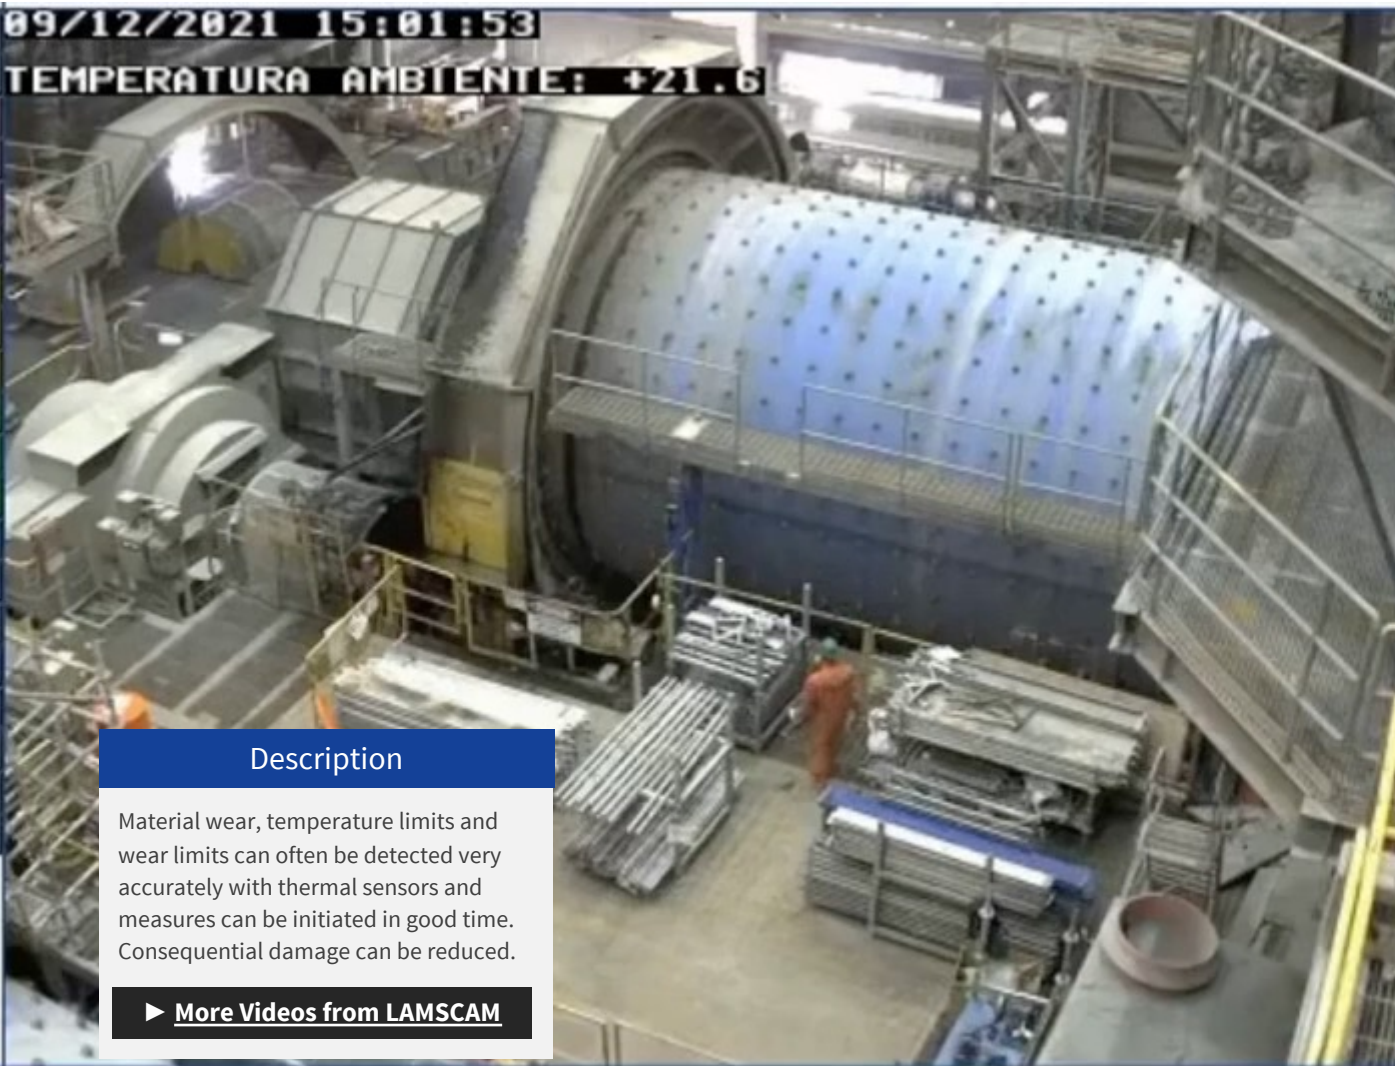 09/12/2021 15:01:53
TEMPERATURA AMBIENTE: +21.6
Description
Material wear, temperature limits and
wear limits can often be detected very
accurately with thermal sensors and
measures can be initiated in good time.
Consequential damage can be reduced.
► More Videos from LAMSCAM